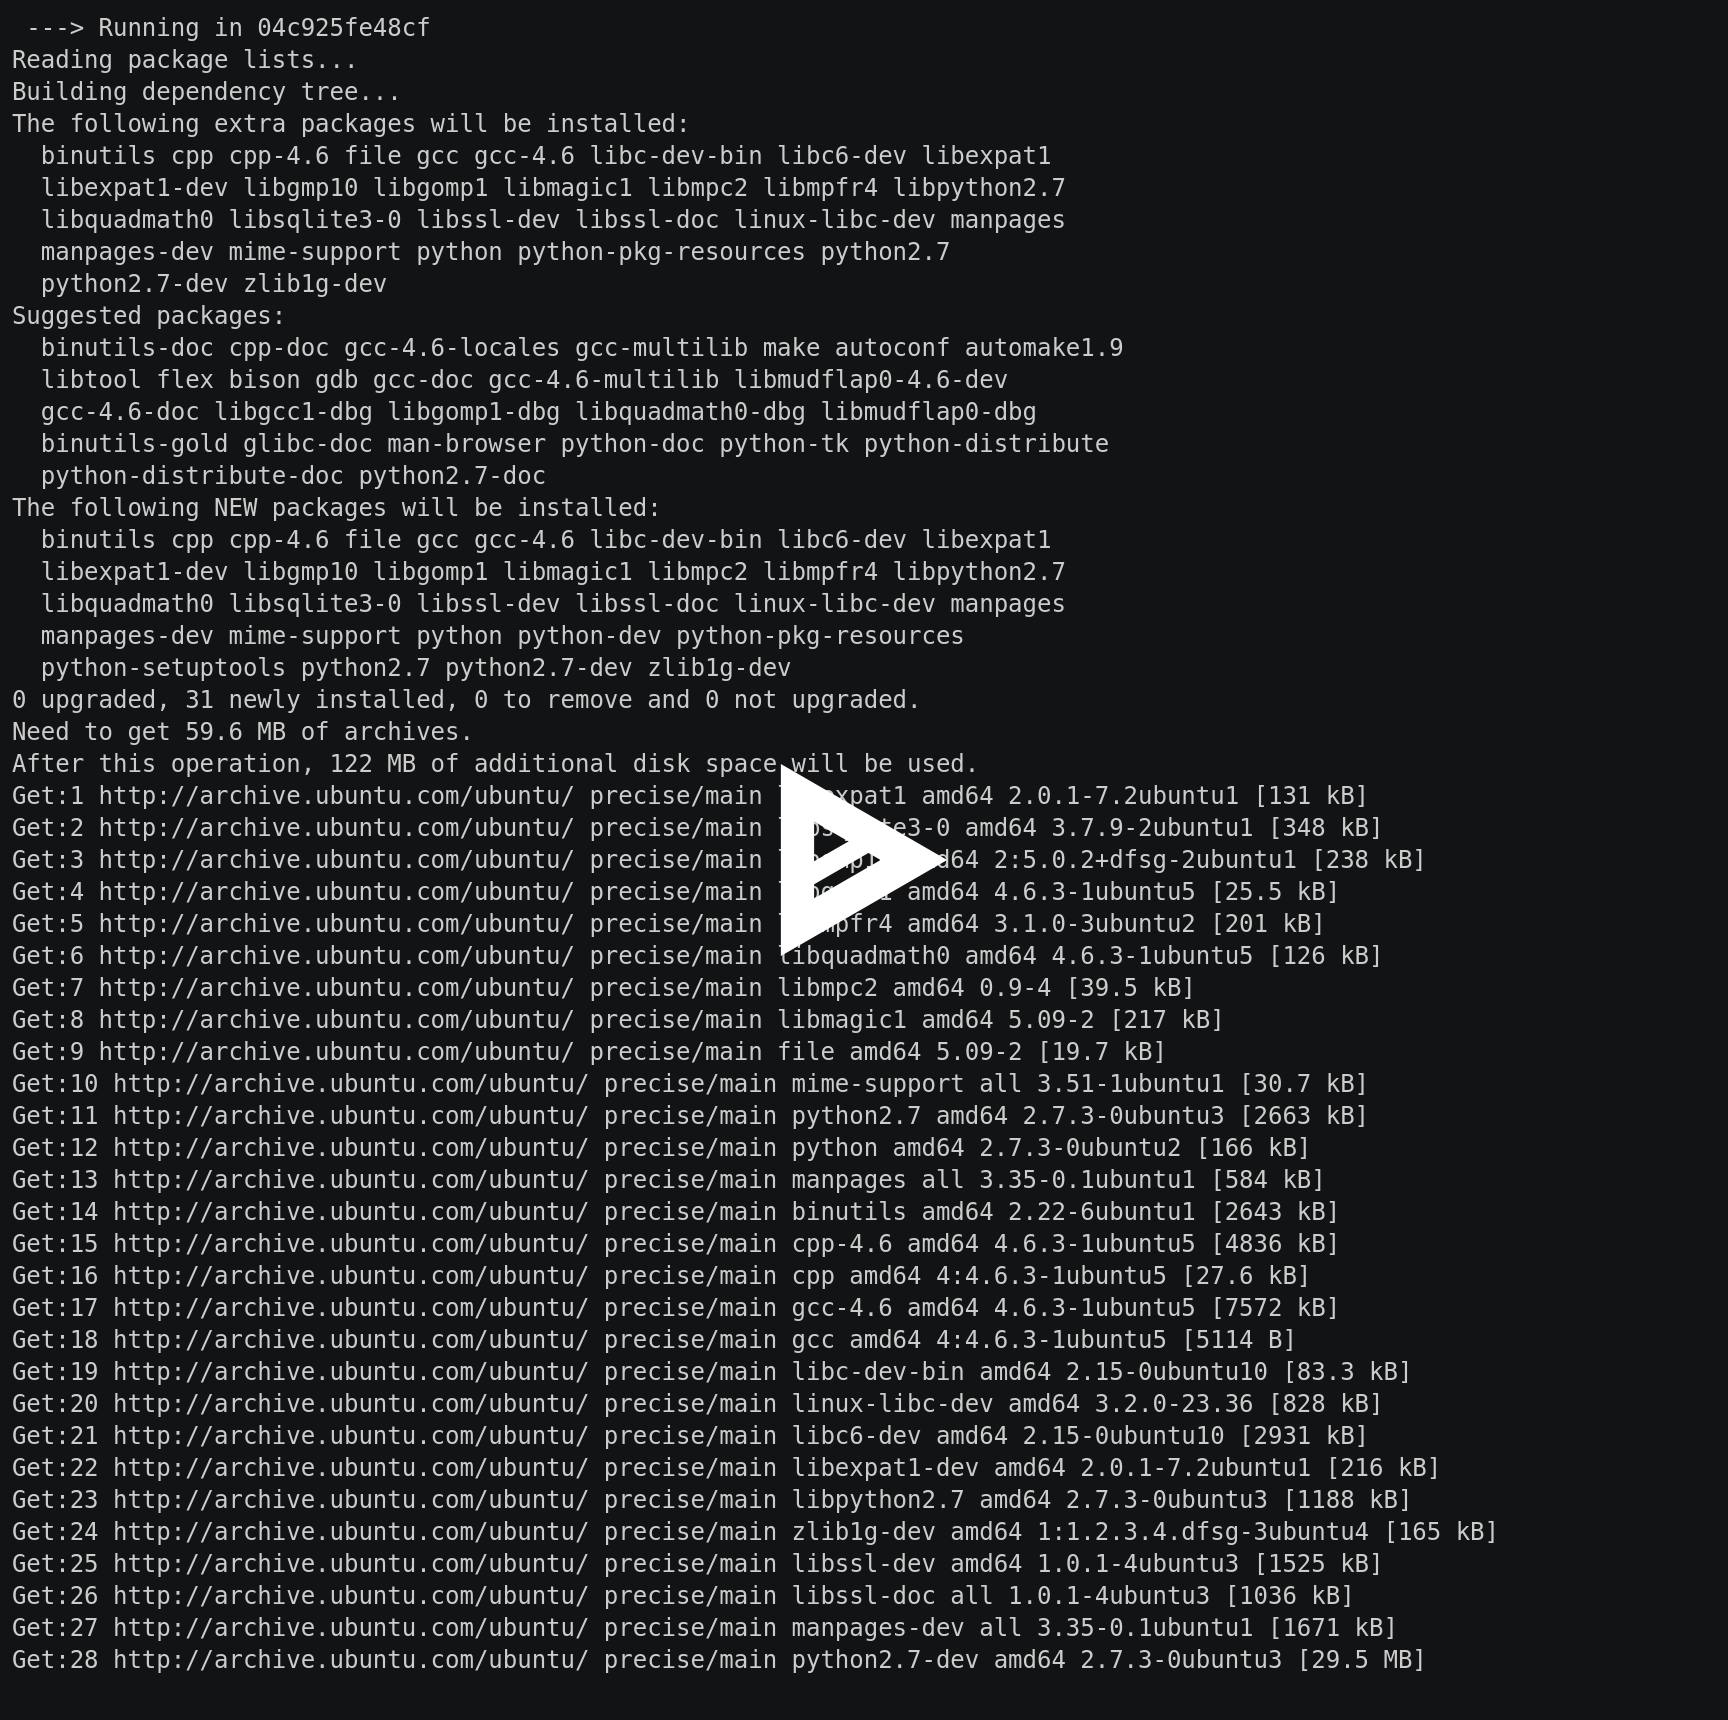 ---> Running in 04c925fe48cf
Reading package lists...
Building dependency tree...
The following extra packages will be installed:
binutils cpp cpp-4.6 file gcc gcc-4.6 libc-dev-bin libc6-dev libexpat1
libexpat1-dev libgmp10 libgomp1 libmagic1 libmpc2 libmpfr4 libpython2.7
libquadmath0 libsqlite3-0 libssl-dev libssl-doc linux-libc-dev manpages
manpages-dev mime-support python python-pkg-resources python2.7
python2.7-dev zlib1g-dev
Suggested packages:
binutils-doc cpp-doc gcc-4.6-locales gcc-multilib make autoconf automake1.9
libtool flex bison gdb gcc-doc gcc-4.6-multilib libmudflap0-4.6-dev
gcc-4.6-doc libgcc1-dbg libgomp1-dbg libquadmath0-dbg libmudflap0-dbg
binutils-gold glibc-doc man-browser python-doc python-tk python-distribute
python-distribute-doc python2.7-doc
The following NEW packages will be installed:
binutils cpp cpp-4.6 file gcc gcc-4.6 libc-dev-bin libc6-dev libexpat1
libexpat1-dev libgmp10 libgomp1 libmagic1 libmpc2 libmpfr4 libpython2.7
libquadmath0 libsqlite3-0 libssl-dev libssl-doc linux-libc-dev manpages
manpages-dev mime-support python python-dev python-pkg-resources
python-setuptools python2.7 python2.7-dev zlib1g-dev
0 upgraded, 31 newly installed, 0 to remove and 0 not upgraded.
Need to get 59.6 MB of archives.
After this operation, 122 MB of additional disk space will be used.
Get:1 http://archive.ubuntu.com/ubuntu/ precise/main libexpat1 amd64 2.0.1-7.2ubuntu1 [131 kB]
Get:2 http://archive.ubuntu.com/ubuntu/ precise/main libsqlite3-0 amd64 3.7.9-2ubuntu1 [348 kB]
Get:3 http://archive.ubuntu.com/ubuntu/ precise/main libgmp10 amd64 2:5.0.2+dfsg-2ubuntu1 [238 kB]
Get:4 http://archive.ubuntu.com/ubuntu/ precise/main libgomp1 amd64 4.6.3-1ubuntu5 [25.5 kB]
Get:5 http://archive.ubuntu.com/ubuntu/ precise/main libmpfr4 amd64 3.1.0-3ubuntu2 [201 kB]
Get:6 http://archive.ubuntu.com/ubuntu/ precise/main libquadmath0 amd64 4.6.3-1ubuntu5 [126 kB]
Get:7 http://archive.ubuntu.com/ubuntu/ precise/main libmpc2 amd64 0.9-4 [39.5 kB]
Get:8 http://archive.ubuntu.com/ubuntu/ precise/main libmagic1 amd64 5.09-2 [217 kB]
Get:9 http://archive.ubuntu.com/ubuntu/ precise/main file amd64 5.09-2 [19.7 kB]
Get:10 http://archive.ubuntu.com/ubuntu/ precise/main mime-support all 3.51-1ubuntu1 [30.7 kB]
Get:11 http://archive.ubuntu.com/ubuntu/ precise/main python2.7 amd64 2.7.3-0ubuntu3 [2663 kB]
Get:12 http://archive.ubuntu.com/ubuntu/ precise/main python amd64 2.7.3-0ubuntu2 [166 kB]
Get:13 http://archive.ubuntu.com/ubuntu/ precise/main manpages all 3.35-0.1ubuntu1 [584 kB]
Get:14 http://archive.ubuntu.com/ubuntu/ precise/main binutils amd64 2.22-6ubuntu1 [2643 kB]
Get:15 http://archive.ubuntu.com/ubuntu/ precise/main cpp-4.6 amd64 4.6.3-1ubuntu5 [4836 kB]
Get:16 http://archive.ubuntu.com/ubuntu/ precise/main cpp amd64 4:4.6.3-1ubuntu5 [27.6 kB]
Get:17 http://archive.ubuntu.com/ubuntu/ precise/main gcc-4.6 amd64 4.6.3-1ubuntu5 [7572 kB]
Get:18 http://archive.ubuntu.com/ubuntu/ precise/main gcc amd64 4:4.6.3-1ubuntu5 [5114 B]
Get:19 http://archive.ubuntu.com/ubuntu/ precise/main libc-dev-bin amd64 2.15-0ubuntu10 [83.3 kB]
Get:20 http://archive.ubuntu.com/ubuntu/ precise/main linux-libc-dev amd64 3.2.0-23.36 [828 kB]
Get:21 http://archive.ubuntu.com/ubuntu/ precise/main libc6-dev amd64 2.15-0ubuntu10 [2931 kB]
Get:22 http://archive.ubuntu.com/ubuntu/ precise/main libexpat1-dev amd64 2.0.1-7.2ubuntu1 [216 kB]
Get:23 http://archive.ubuntu.com/ubuntu/ precise/main libpython2.7 amd64 2.7.3-0ubuntu3 [1188 kB]
Get:24 http://archive.ubuntu.com/ubuntu/ precise/main zlib1g-dev amd64 1:1.2.3.4.dfsg-3ubuntu4 [165 kB]
Get:25 http://archive.ubuntu.com/ubuntu/ precise/main libssl-dev amd64 1.0.1-4ubuntu3 [1525 kB]
Get:26 http://archive.ubuntu.com/ubuntu/ precise/main libssl-doc all 1.0.1-4ubuntu3 [1036 kB]
Get:27 http://archive.ubuntu.com/ubuntu/ precise/main manpages-dev all 3.35-0.1ubuntu1 [1671 kB]
Get:28 http://archive.ubuntu.com/ubuntu/ precise/main python2.7-dev amd64 2.7.3-0ubuntu3 [29.5 MB]